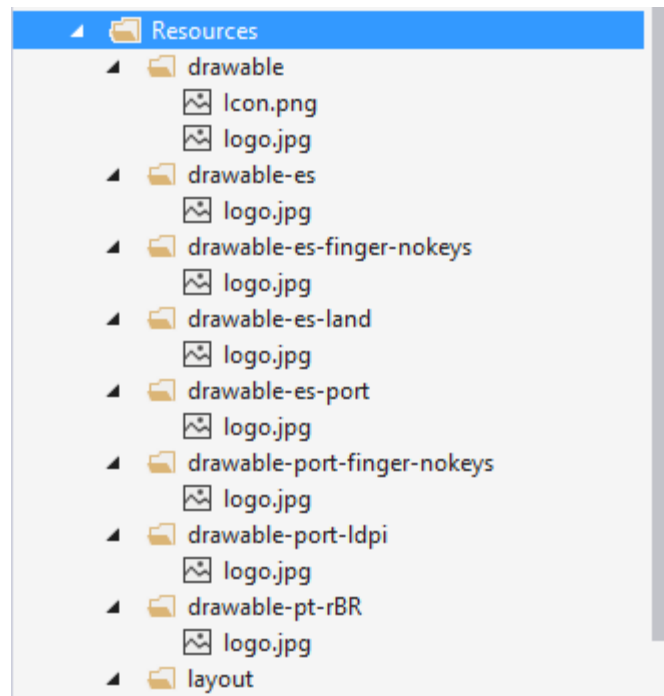 Resources
drawable
Icon.png
logo.jpg
drawable-es
logo.jpg
drawable-es-finger-nokeys
logo.jpg
drawable-es-land
logo.jpg
drawable-es-port
logo.jpg
drawable-port-finger-nokeys
logo.jpg
drawable-port-ldpi
logo.jpg
drawable-pt-rBR
logo.jpg
layout